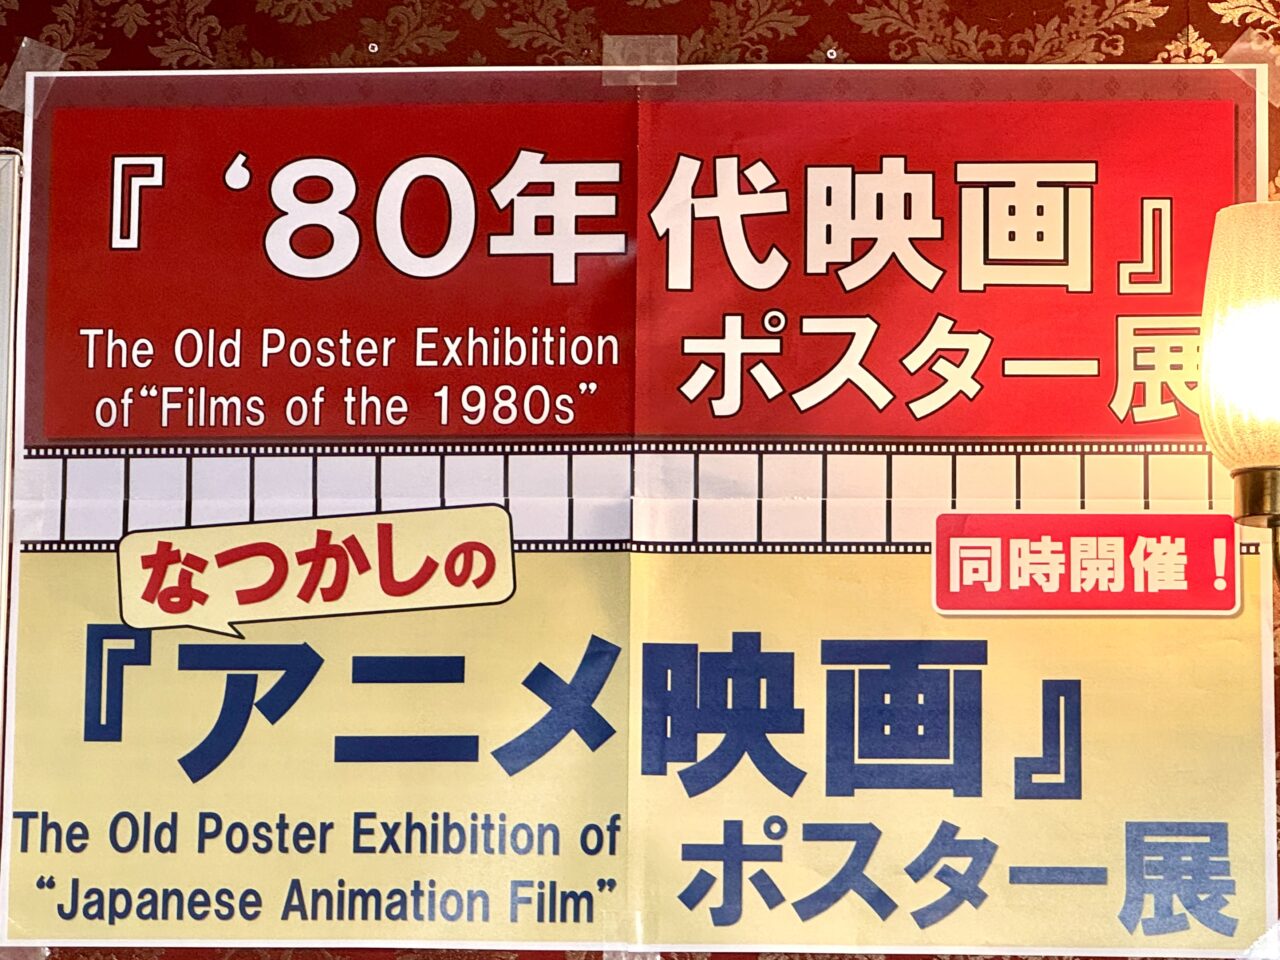 『‘80年代映画』
ポスター展
The Old Poster Exhibition
of“Films of the 1980s”
なつかしの
同時開催！
『アニメ映画』
ポスター展
The Old Poster Exhibition of
“Japanese Animation Film”